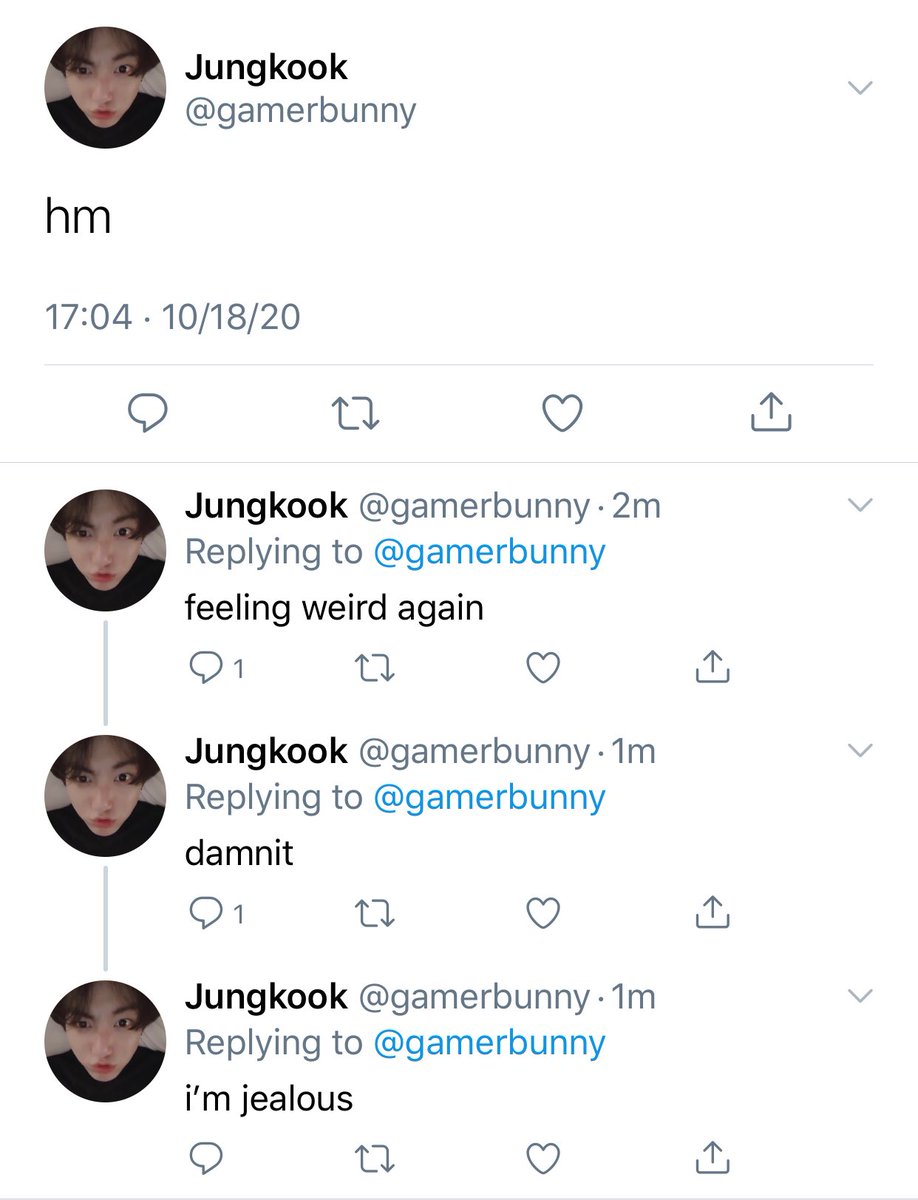 Jungkook
@gamerbunny
hm
17:04 · 10/18/20
Jungkook @gamerbunny · 2m
Replying to @gamerbunny
feeling weird again
1
Jungkook @gamerbunny · 1m
Replying to @gamerbunny
damnit
1
Jungkook @gamerbunny · 1m
Replying to @gamerbunny
i’m jealous